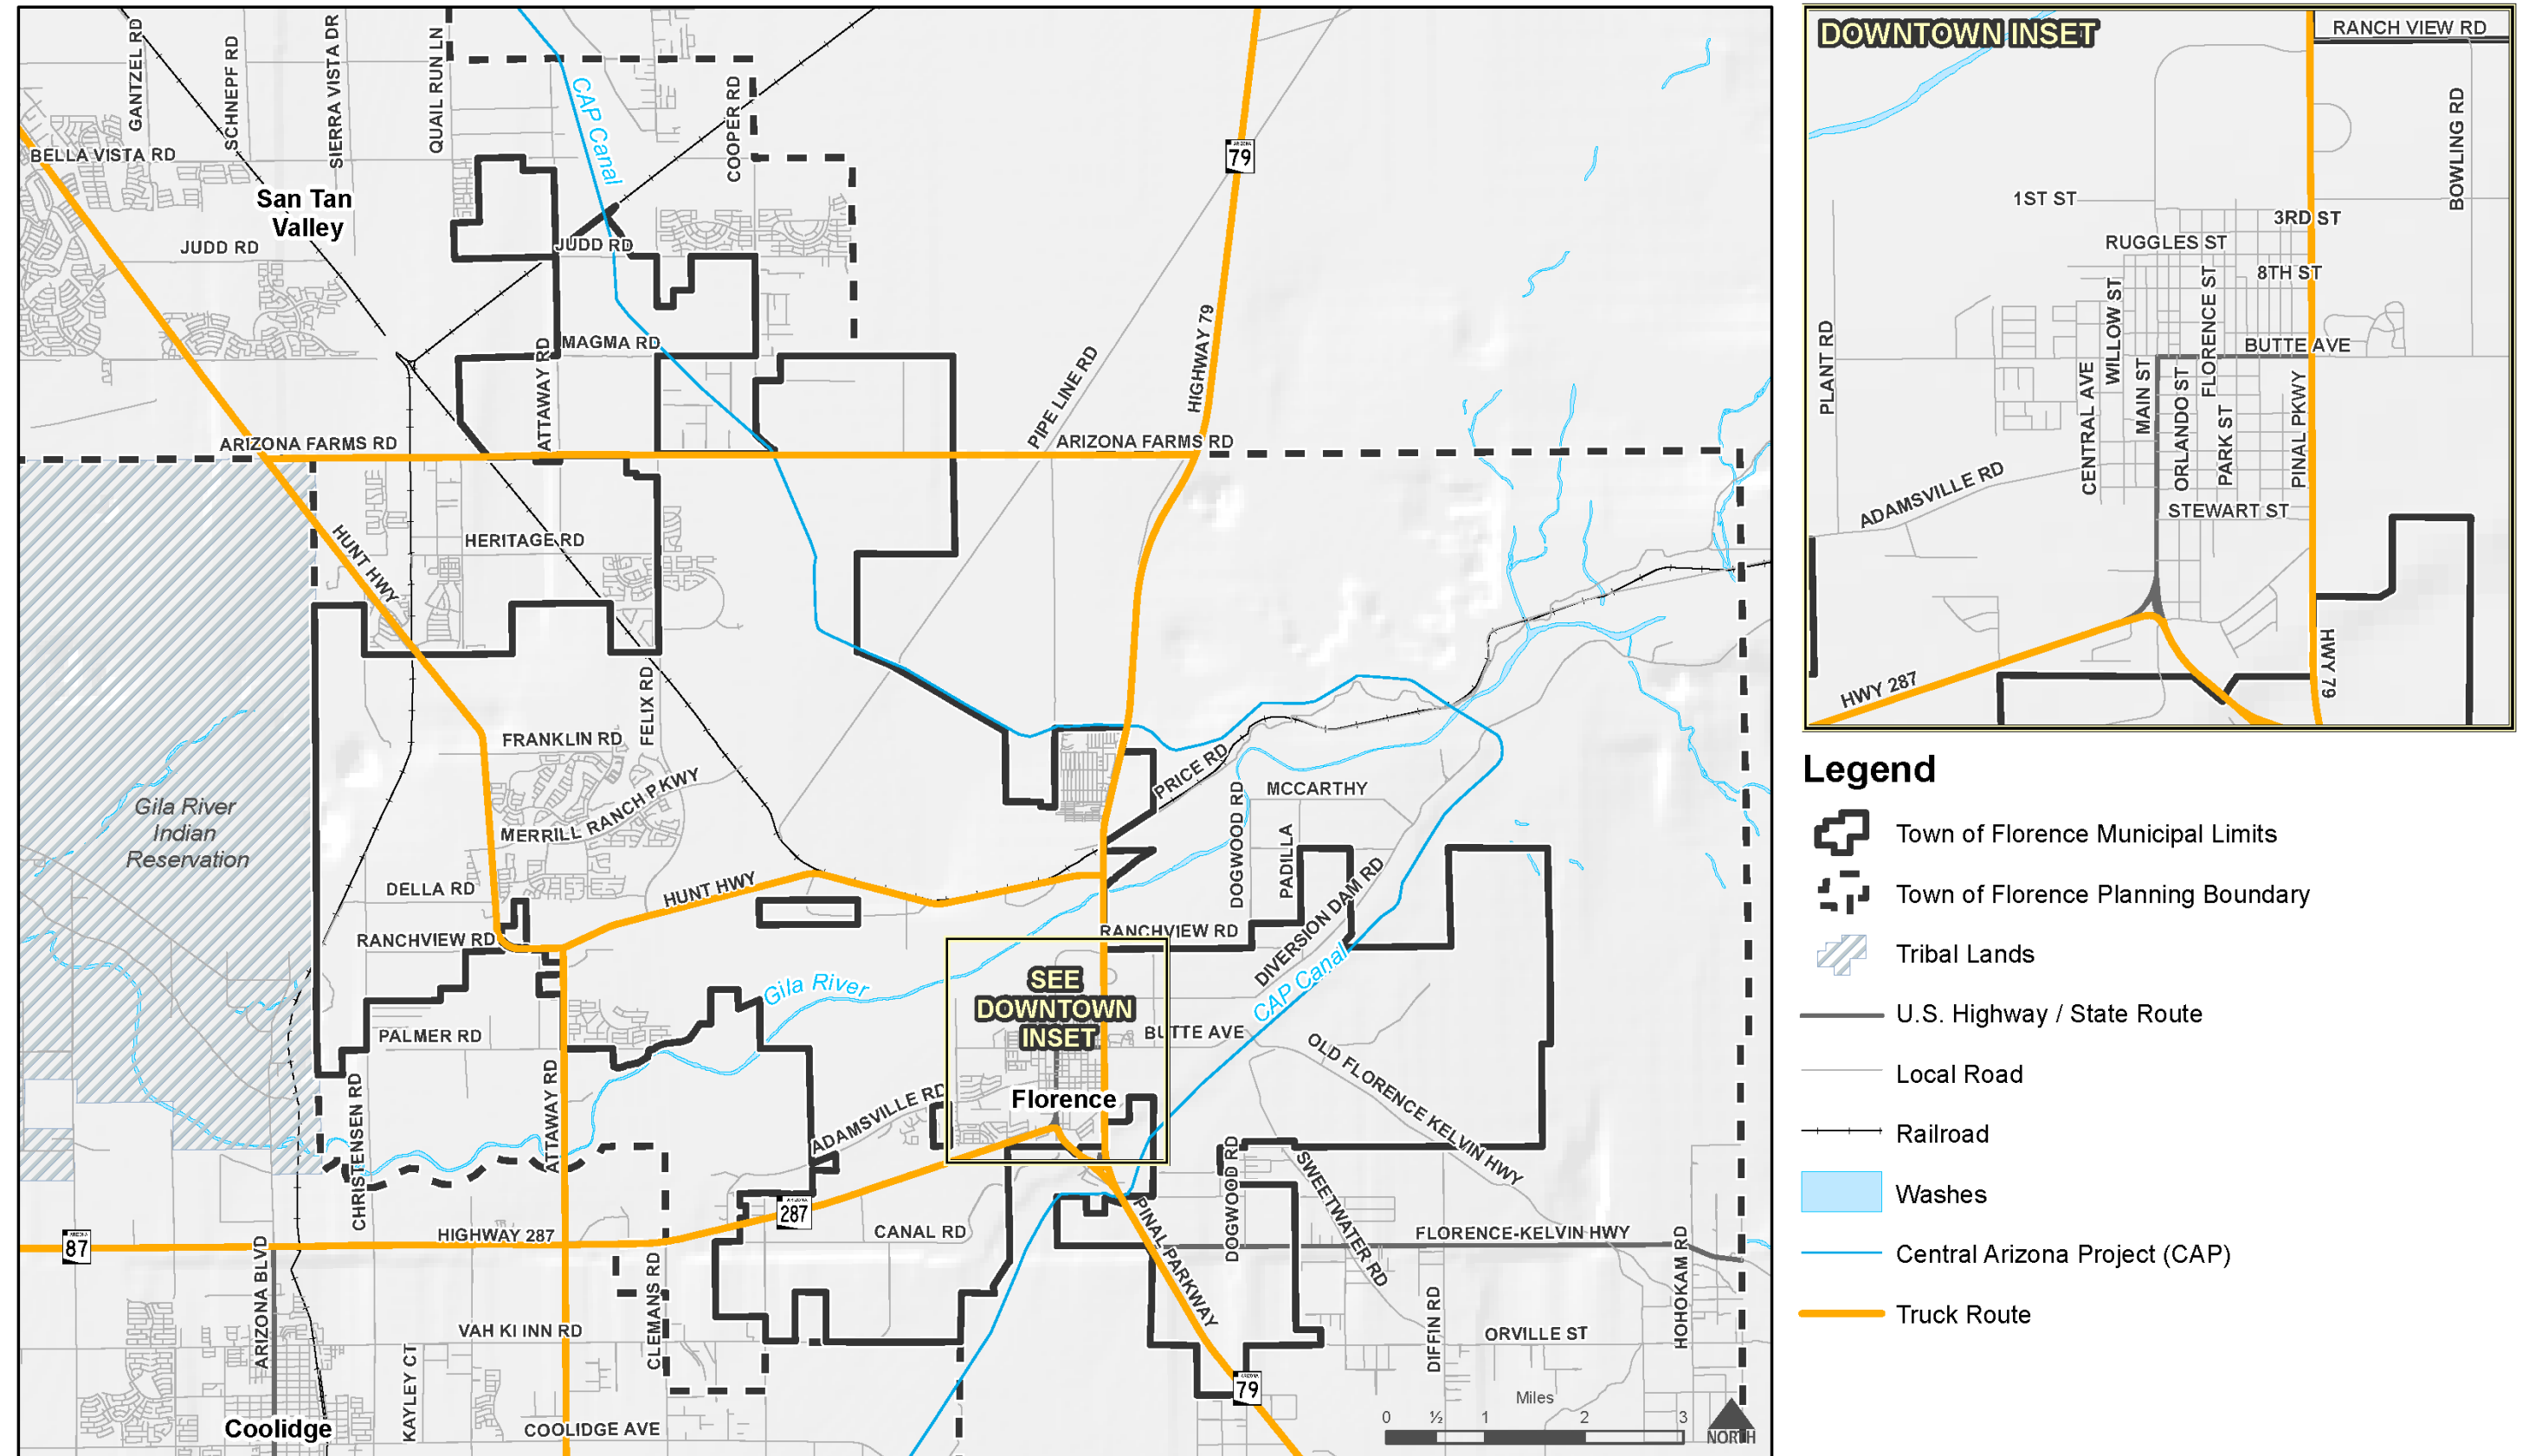 GANTZEL RD
SCHNEPF RD
SIERRA VISTA DR
QUAIL RUN LN
CAP Canal
COOPER RD
ARIZONA
79
BELLA VISTA RD
San Tan
Valley
JUDD RD
JUDD RD
MAGMA RD
ATTAWAY RD
PIPE LINE RD
HIGHWAY 79
ARIZONA FARMS RD
ARIZONA FARMS RD
HUNT HWY
HERITAGE RD
FELIX RD
FRANKLIN RD
MERRILL RANCH PKWY
Gila River
Indian
Reservation
PRICE RD
DOGWOOD RD
MCCARTHY
PADILLA
DELLA RD
HUNT HWY
DIVERSION DAM RD
RANCHVIEW RD
RANCHVIEW RD
Gila River
CAP Canal
SEE
DOWNTOWN
INSET
BUTTE AVE
PALMER RD
OLD FLORENCE KELVIN HWY
CHRISTENSEN RD
ATTAWAY RD
ADAMSVILLE RD
Florence
DOGWOOD RD
SWEETWATER RD
ARIZONA
287
PINAL PARKWAY
CANAL RD
FLORENCE-KELVIN HWY
HIGHWAY 287
ARIZONA
87
ARIZONA BLVD
CLEMANS RD
HOHOKAM RD
DIFFIN RD
VAH KI INN RD
ORVILLE ST
KAYLEY CT
ARIZONA
79
Coolidge
COOLIDGE AVE
Miles
0 ½ 1 2 3
NORTH
DOWNTOWN INSET
RANCH VIEW RD
BOWLING RD
1ST ST
3RD ST
RUGGLES ST
8TH ST
WILLOW ST
FLORENCE ST
PLANT RD
BUTTE AVE
CENTRAL AVE
MAIN ST
ORLANDO ST
PARK ST
PINAL PKWY
ADAMSVILLE RD
STEWART ST
HWY 287
HWY 79
Legend
Town of Florence Municipal Limits
Town of Florence Planning Boundary
Tribal Lands
U.S. Highway / State Route
Local Road
Railroad
Washes
Central Arizona Project (CAP)
Truck Route